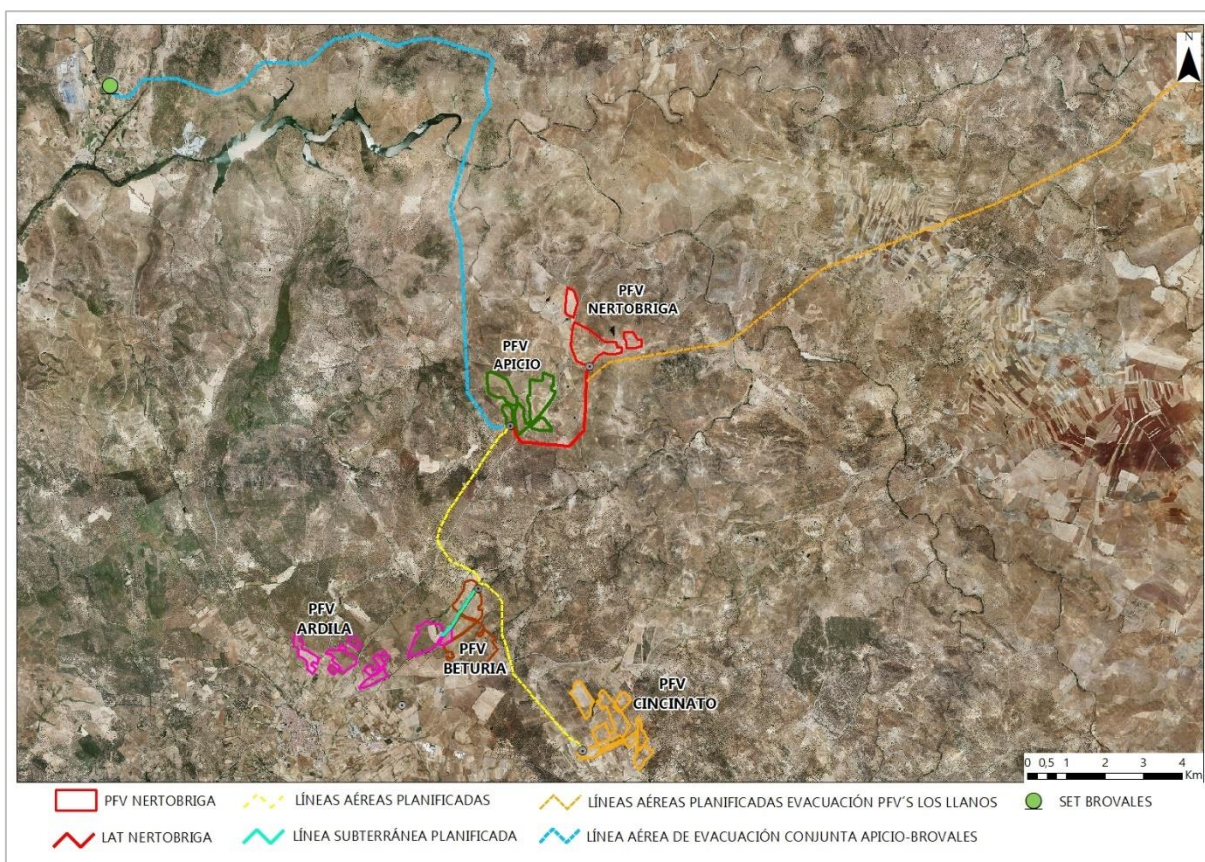 N
PFV
NERTOBRIGA
PFV
APICIO
PFV
ARDILA
PFV
BETURIA
PFV
CINCINATO
0 0,5 1 2 3 4
Km
PFV NERTOBRIGA
LÍNEAS AÉREAS PLANIFICADAS
LÍNEAS AÉREAS PLANIFICADAS EVACUACIÓN PFV´S LOS LLANOS
SET BROVALES
LAT NERTOBRIGA
LÍNEA SUBTERRÁNEA PLANIFICADA
LÍNEA AÉREA DE EVACUACIÓN CONJUNTA APICIO-BROVALES